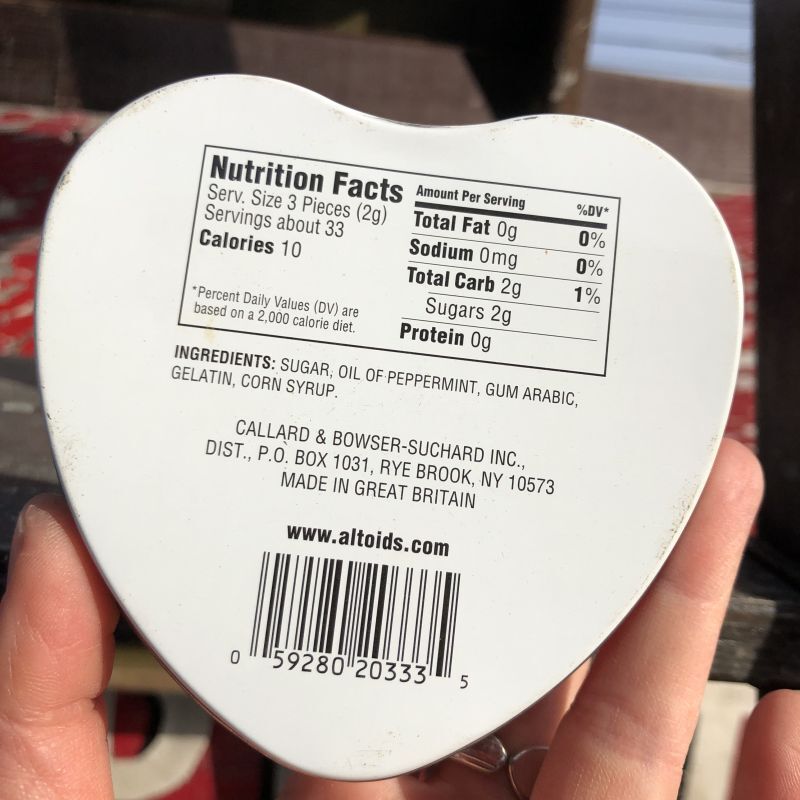 Nutrition Facts
Serv. Size 3 Pieces (2g)
Servings about 33
Calories 10
*Percent Daily Values (DV) are
based on a 2,000 calorie diet.
Amount Per Serving %DV*
Total Fat 0g 0%
Sodium 0mg 0%
Total Carb 2g 1%
Sugars 2g
Protein 0g
INGREDIENTS: SUGAR, OIL OF PEPPERMINT, GUM ARABIC,
GELATIN, CORN SYRUP.
CALLARD & BOWSER-SUCHARD INC.,
DIST., P.O. BOX 1031, RYE BROOK, NY 10573
MADE IN GREAT BRITAIN
www.altoids.com
0 59280 20333 5